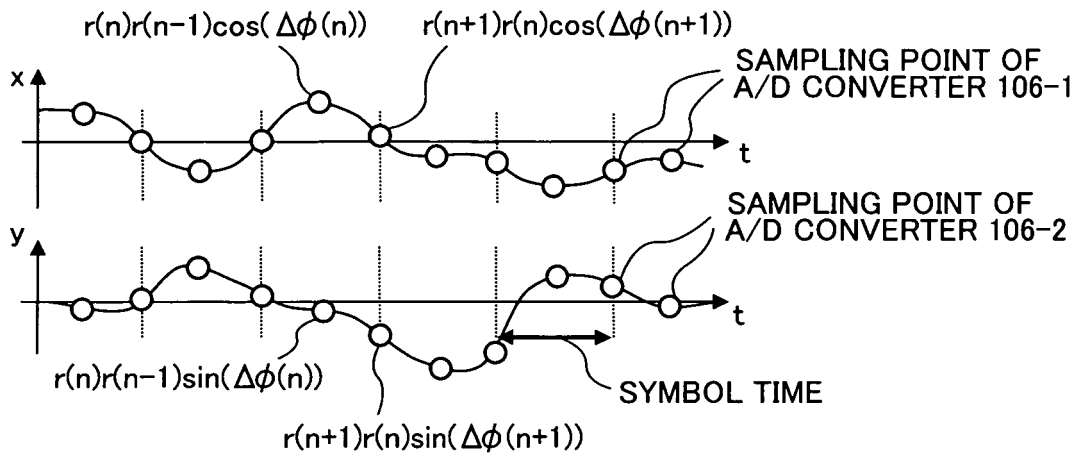 r(n)r(n-1)cos(Δϕ(n))
r(n+1)r(n)cos(Δϕ(n+1))
x
SAMPLING POINT OF
A/D CONVERTER 106-1
t
y
SAMPLING POINT OF
A/D CONVERTER 106-2
t
r(n)r(n-1)sin(Δϕ(n))
SYMBOL TIME
r(n+1)r(n)sin(Δϕ(n+1))